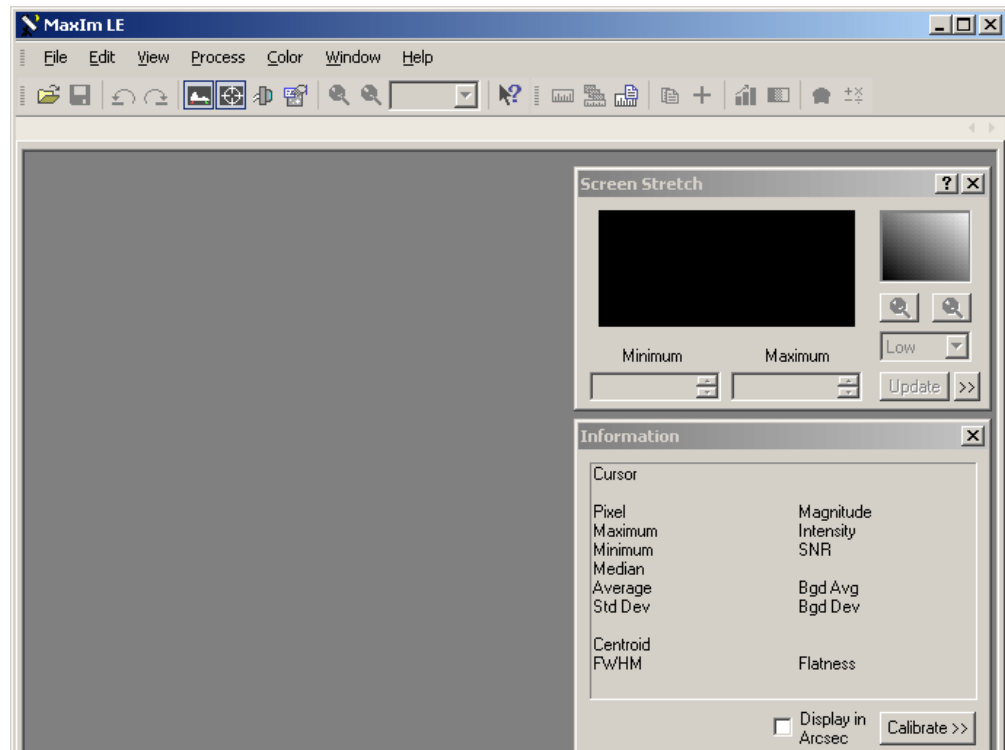 MaxIm LE
File Edit View Process Color Window Help
Screen Stretch
?
Minimum Maximum
Low
Update >>
Information
Cursor
Pixel Magnitude
Maximum Intensity
Minimum SNR
Median
Average Bgd Avg
Std Dev Bgd Dev
Centroid
FWHM Flatness
Display in
Arcsec
Calibrate >>